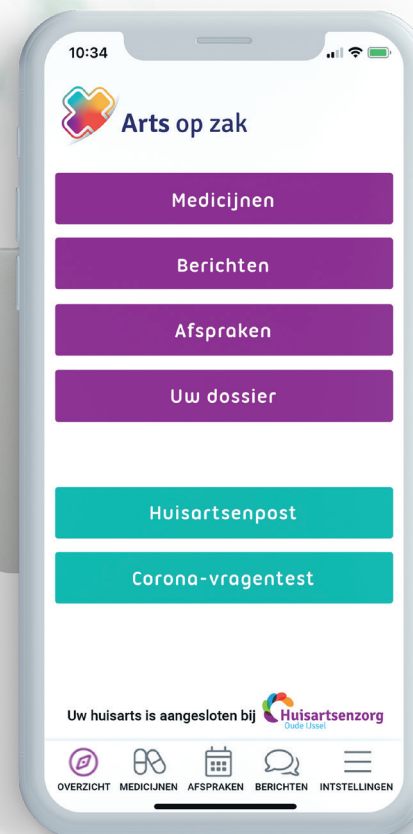 10:34
Arts op zak
Medicijnen
Berichten
Afspraken
Uw dossier
Huisartsenpost
Corona-vragentest
Uw huisarts is aangesloten bij Huisartsenzorg
Oude IJssel
OVERZICHT MEDICIJNEN AFSPRAKEN BERICHTEN INTSTELLINGEN